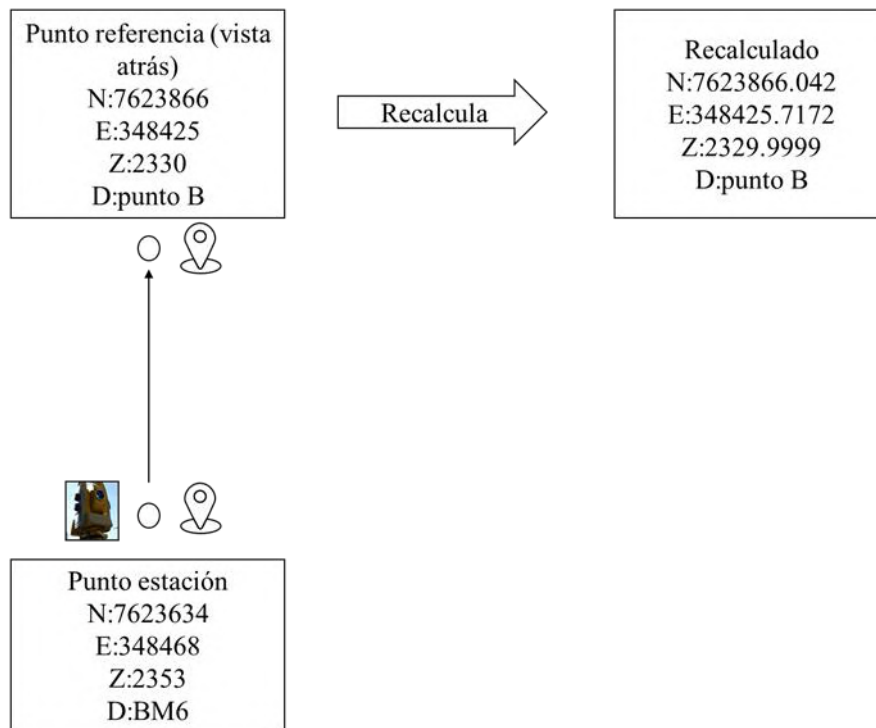 Punto referencia (vista
atrás)
N:7623866
E:348425
Z:2330
D:punto B
Recalcula
Recalculado
N:7623866.042
E:348425.7172
Z:2329.9999
D:punto B
Punto estación
N:7623634
E:348468
Z:2353
D:BM6